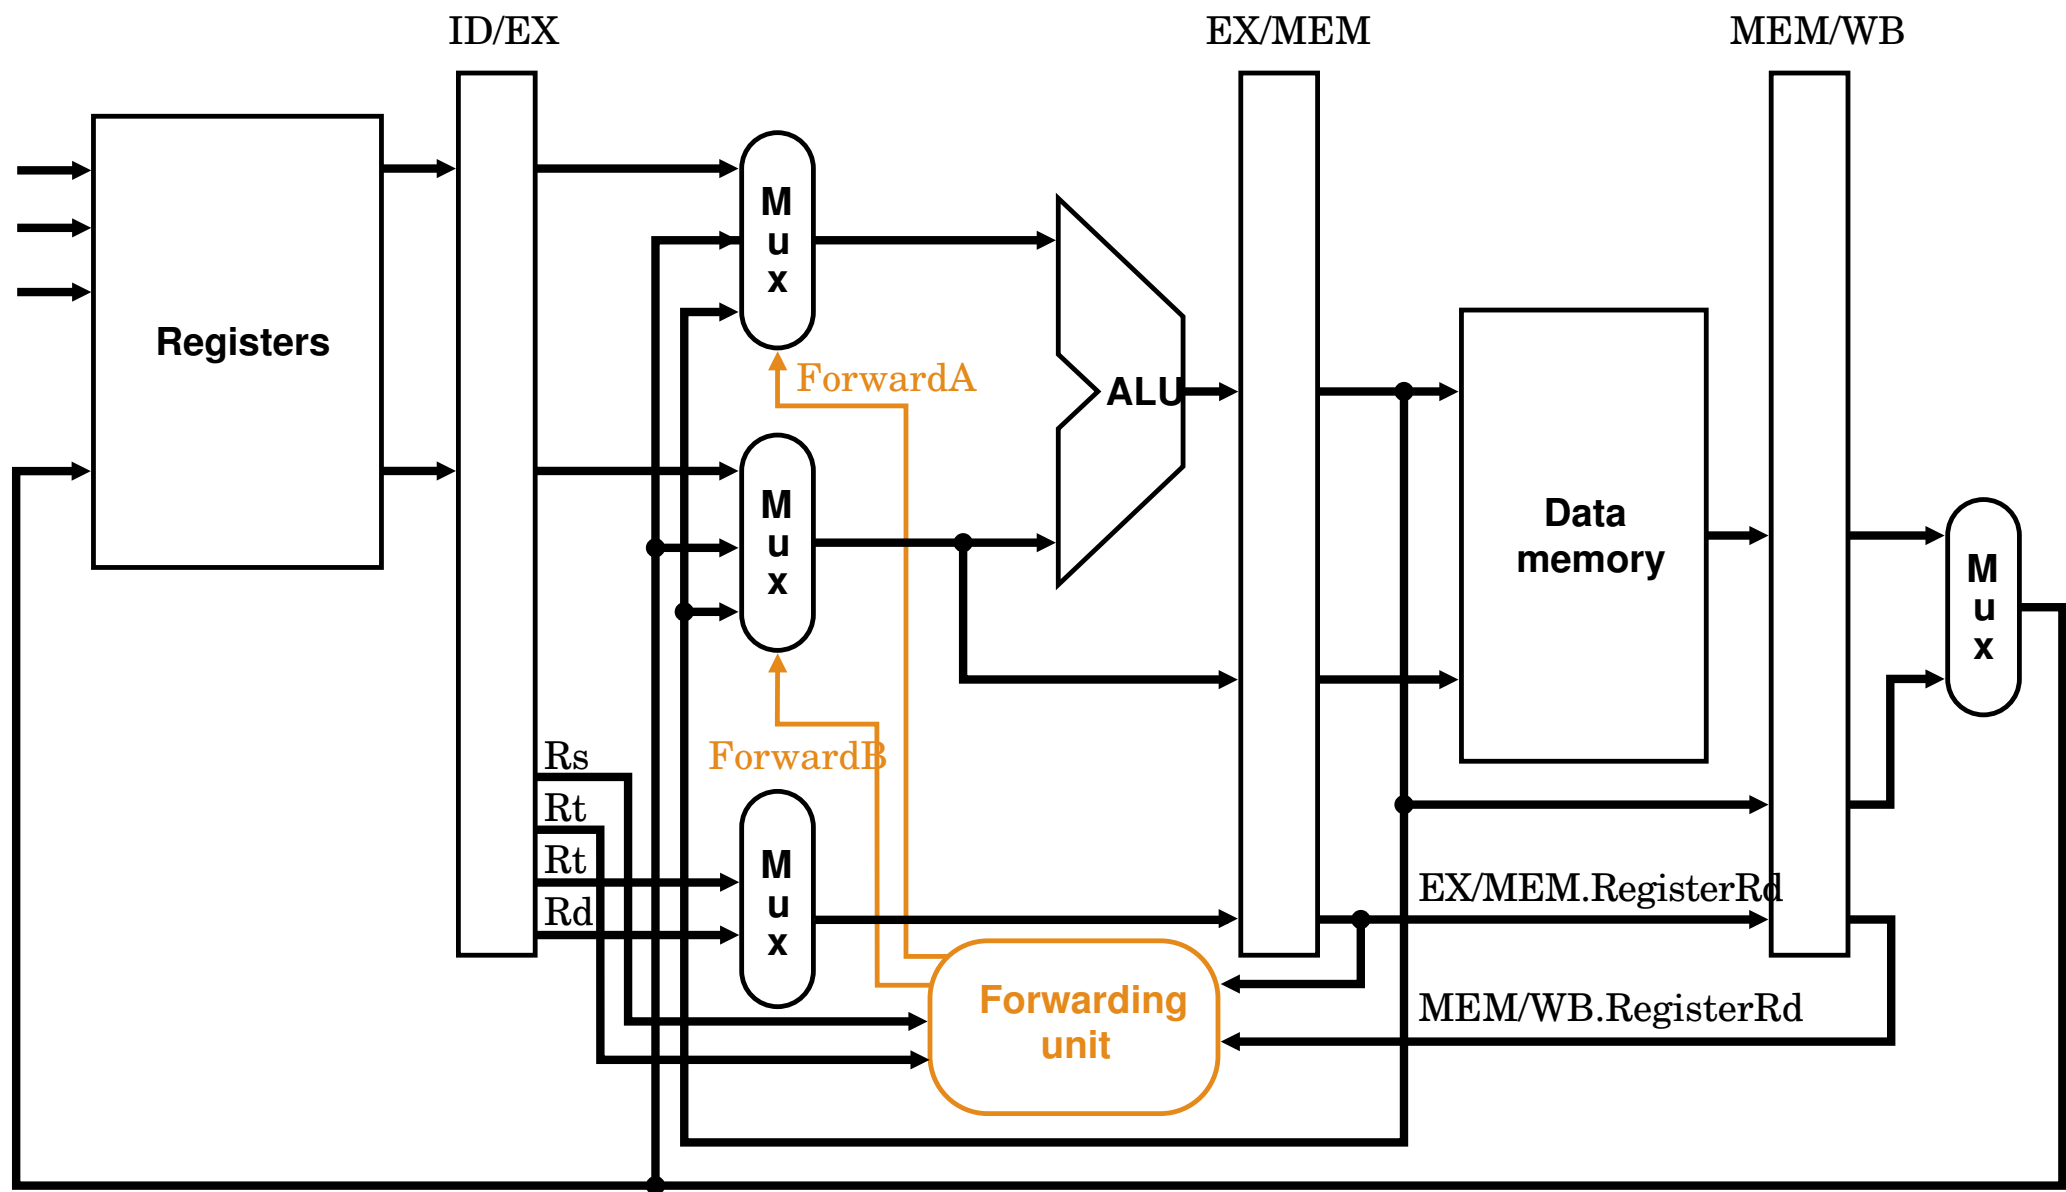 ID/EX
EX/MEM
MEM/WB
M
u
x
Registers
ForwardA
ALU
M
u
x
Data
memory
M
u
x
ForwardB
Rs
Rt
Rt
Rd
M
u
x
EX/MEM.RegisterRd
Forwarding
unit
MEM/WB.RegisterRd